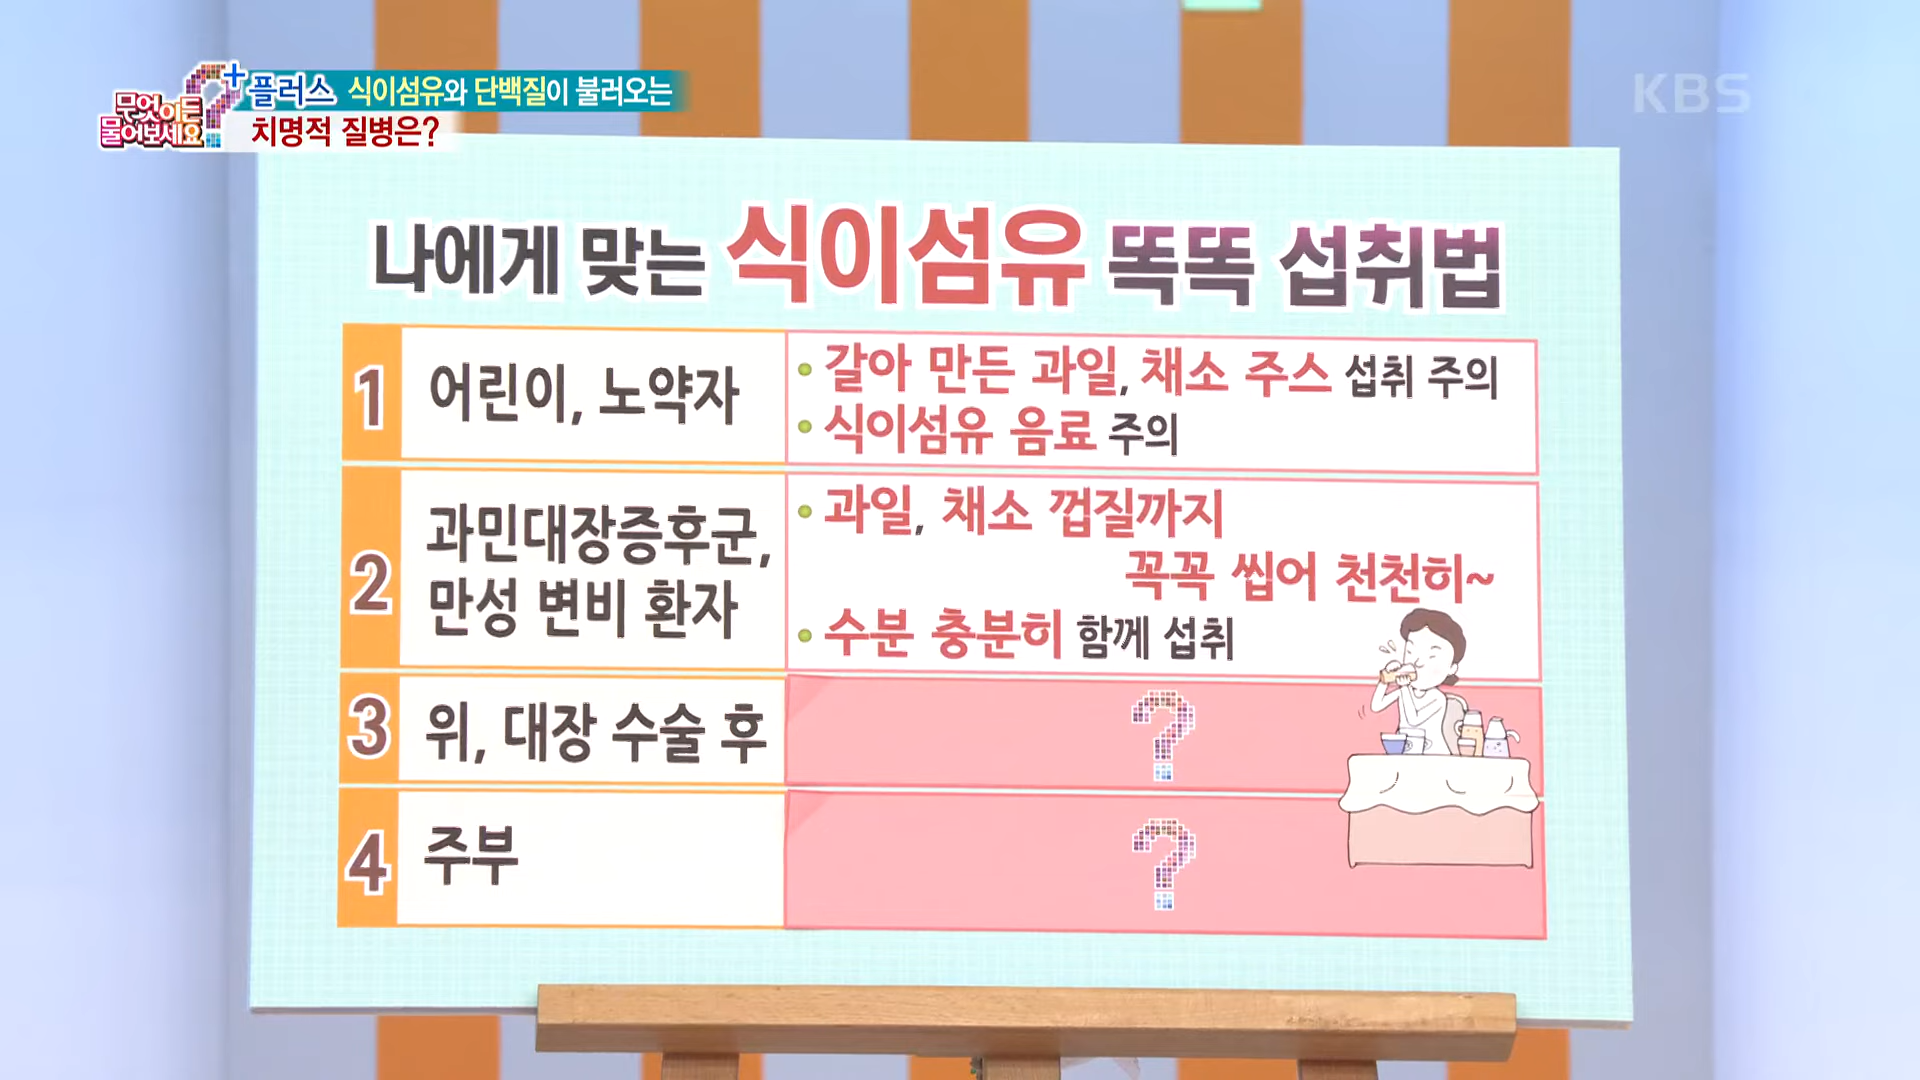 무엇이든
물어보세요
플러스 식이섬유와 단백질이 불러오는
치명적 질병은?
KBS
나에게 맞는 식이섬유 똑똑 섭취법
1 어린이, 노약자
• 갈아 만든 과일, 채소 주스 섭취 주의
• 식이섬유 음료 주의
2 과민대장증후군,
만성 변비 환자
• 과일, 채소 껍질까지
꼭꼭 씹어 천천히~
• 수분 충분히 함께 섭취
3 위, 대장 수술 후
?
4 주부
?